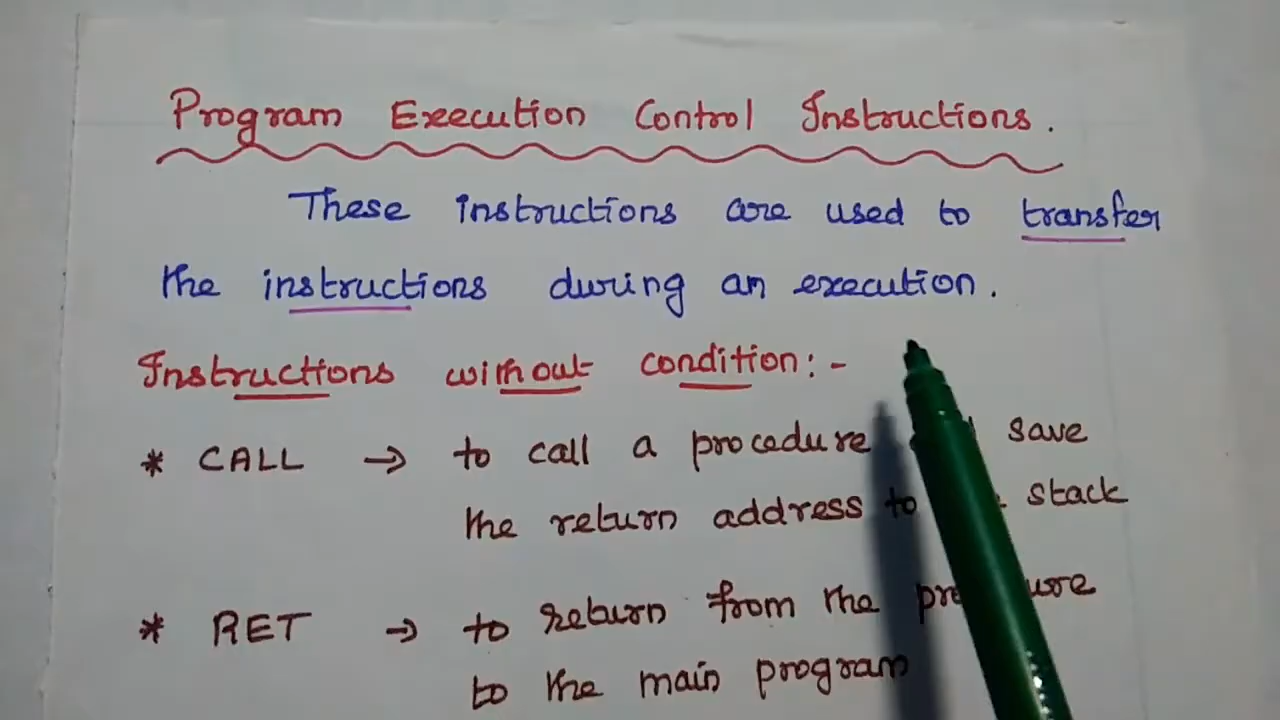 Program Execution Control Instructions.
These instructions are used to transfer
the instructions during an execution.
Instructions without condition:-
* CALL → to call a procedure save
the return address to stack
* RET → to return from the
to the main program